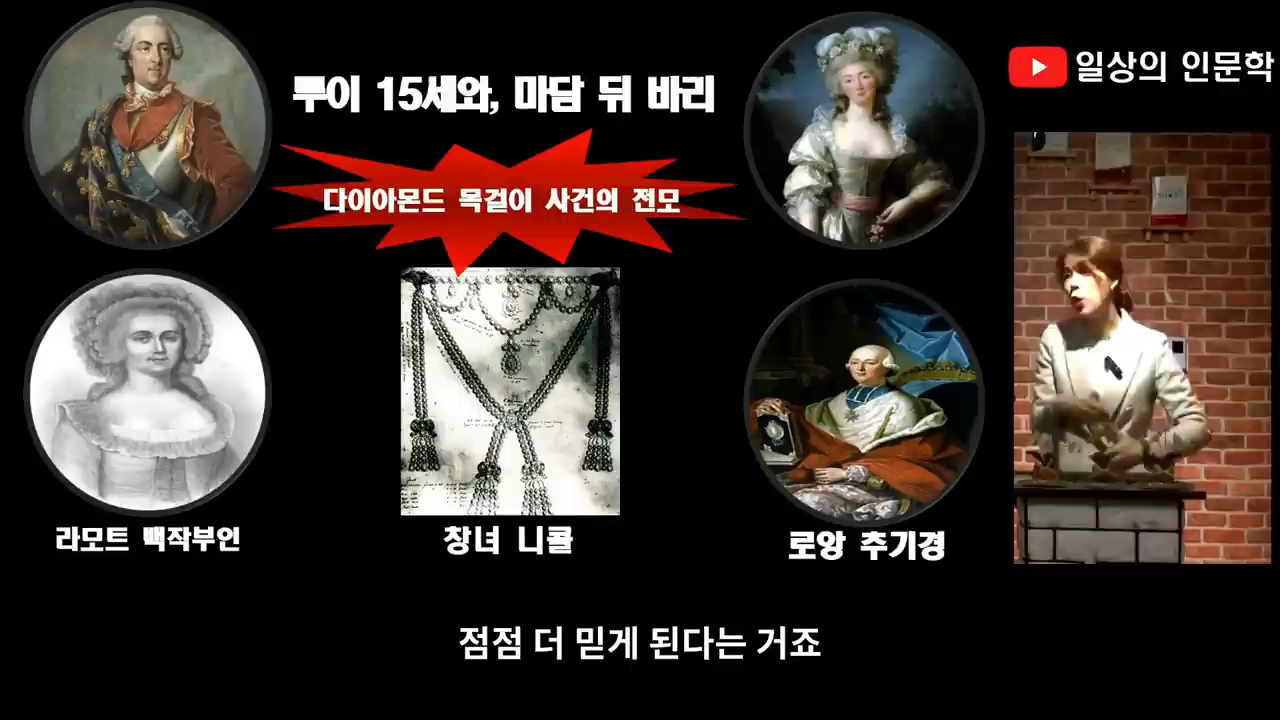 루이 15세와, 마담 뒤 바리
일상의 인문학
다이아몬드 목걸이 사건의 전모
라모트 백작부인
창녀 니콜
로앙 추기경
점점 더 믿게 된다는 거죠